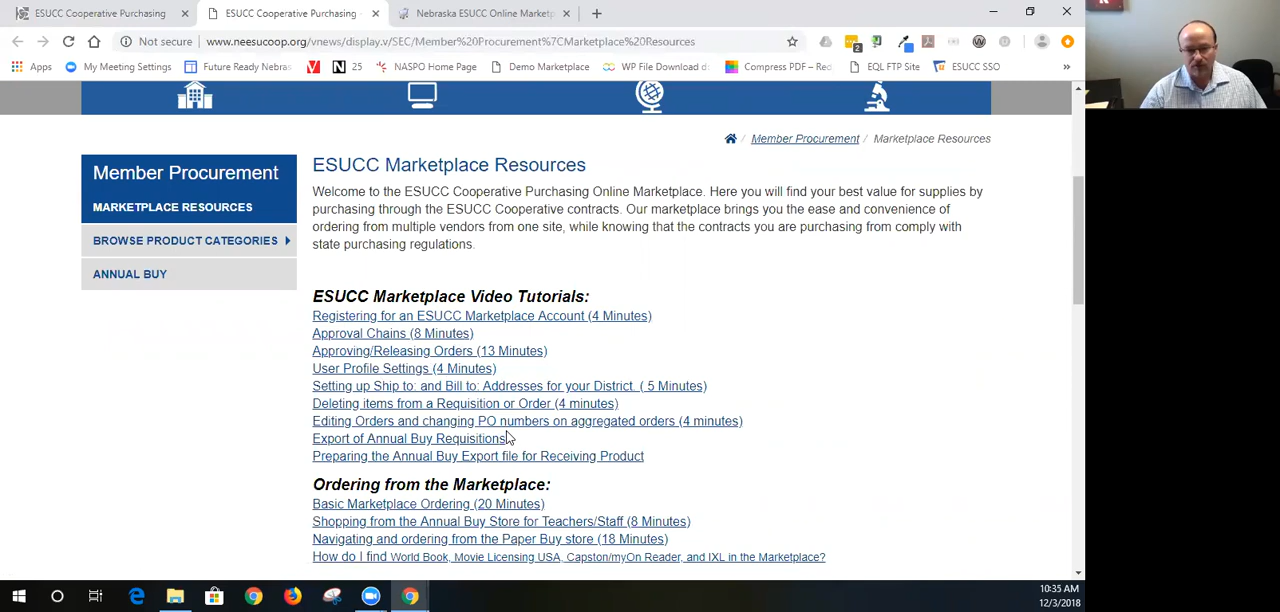 ESUCC Cooperative Purchasing
ESUCC Cooperative Purchasing
Nebraska ESUCC Online Marketp
Not secure
www.neesucoop.org/vnews/display.v/SEC/Member%20Procurement%7CMarketplace%20Resources
Apps
My Meeting Settings
Future Ready Nebras
25
NASPO Home Page
Demo Marketplace
WP File Download
Compress PDF – Red
EQL FTP Site
ESUCC SSO
Member Procurement / Marketplace Resources
Member Procurement
MARKETPLACE RESOURCES
BROWSE PRODUCT CATEGORIES
ANNUAL BUY
ESUCC Marketplace Resources
Welcome to the ESUCC Cooperative Purchasing Online Marketplace. Here you will find your best value for supplies by
purchasing through the ESUCC Cooperative contracts. Our marketplace brings you the ease and convenience of
ordering from multiple vendors from one site, while knowing that the contracts you are purchasing from comply with
state purchasing regulations.
ESUCC Marketplace Video Tutorials:
Registering for an ESUCC Marketplace Account (4 Minutes)
Approval Chains (8 Minutes)
Approving/Releasing Orders (13 Minutes)
User Profile Settings (4 Minutes)
Setting up Ship to: and Bill to: Addresses for your District. ( 5 Minutes)
Deleting items from a Requisition or Order (4 minutes)
Editing Orders and changing PO numbers on aggregated orders (4 minutes)
Export of Annual Buy Requisitions
Preparing the Annual Buy Export file for Receiving Product
Ordering from the Marketplace:
Basic Marketplace Ordering (20 Minutes)
Shopping from the Annual Buy Store for Teachers/Staff (8 Minutes)
Navigating and ordering from the Paper Buy store (18 Minutes)
How do I find World Book, Movie Licensing USA, Capston/myOn Reader, and IXL in the Marketplace?
10:35 AM
12/3/2018